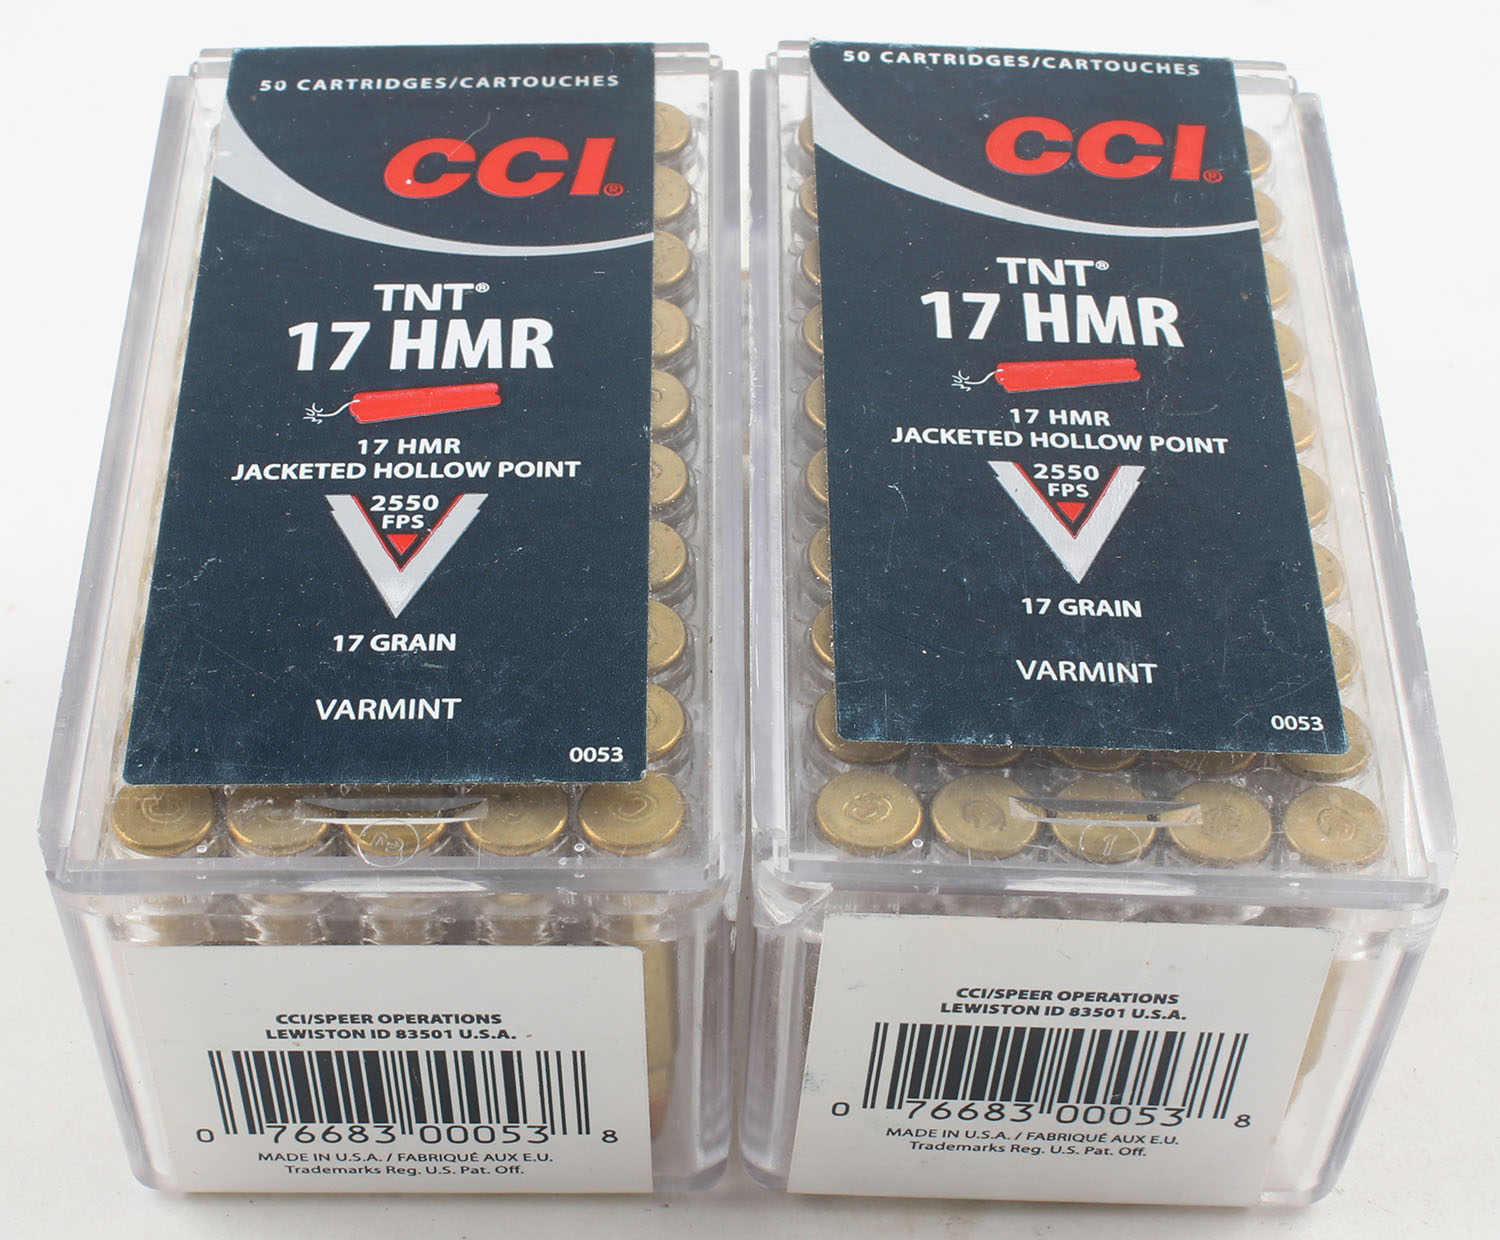 50 CARTRIDGES/CARTOUCHES
CCI®
TNT®
17 HMR
17 HMR
JACKETED HOLLOW POINT
2550
FPS
17 GRAIN
VARMINT
0053
CCI/SPEER OPERATIONS
LEWISTON ID 83501 U.S.A.
0 76683 00053 8
MADE IN U.S.A. / FABRIQUÉ AUX E.U.
Trademarks Reg. U.S. Pat. Off.
50 CARTRIDGES/CARTOUCHES
CCI®
TNT®
17 HMR
17 HMR
JACKETED HOLLOW POINT
2550
FPS
17 GRAIN
VARMINT
0053
CCI/SPEER OPERATIONS
LEWISTON ID 83501 U.S.A.
0 76683 00053 8
MADE IN U.S.A. / FABRIQUÉ AUX E.U.
Trademarks Reg. U.S. Pat. Off.